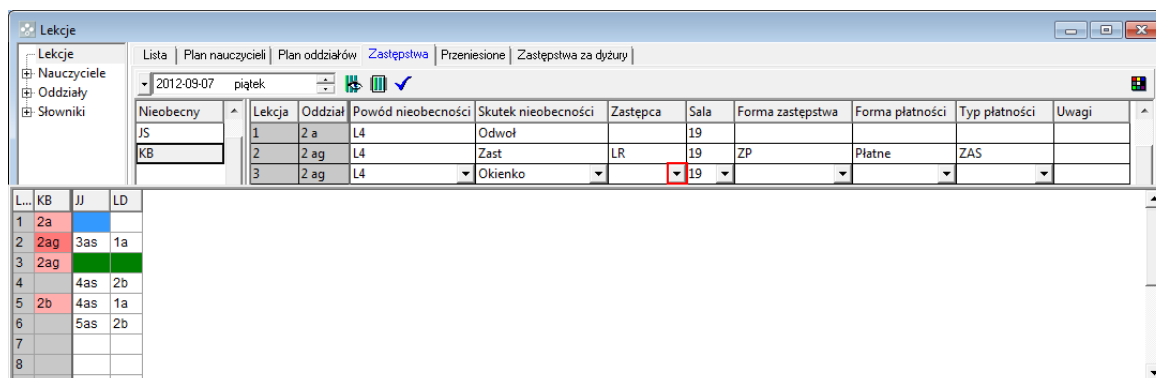 Lekcje
Lekcje
Nauczyciele
Oddziały
Słowniki
Lista Plan nauczycieli Plan oddziałów Zastępstwa Przeniesione Zastępstwa za dyżury
2012-09-07 piątek
Nieobecny
JS
KB
Lekcja Oddział Powód nieobecności Skutek nieobecności Zastępca Sala Forma zastępstwa Forma płatności Typ płatności Uwagi
1 2 a L4 Odwoł 19
2 2 ag L4 Zast LR 19 ZP Płatne ZAS
3 2 ag L4 Okienko 19
L... KB JJ LD
1 2a
2 2ag 3as 1a
3 2ag
4 4as 2b
5 2b 4as 1a
6 5as 2b
7
8